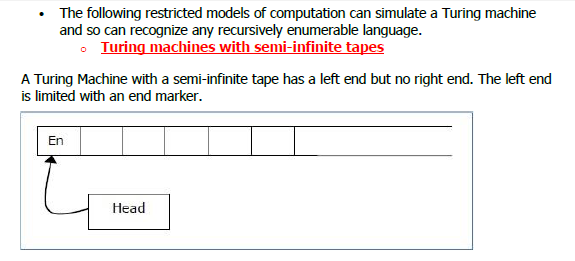 • The following restricted models of computation can simulate a Turing machine
and so can recognize any recursively enumerable language.
o Turing machines with semi-infinite tapes
A Turing Machine with a semi-infinite tape has a left end but no right end. The left end
is limited with an end marker.
En
Head